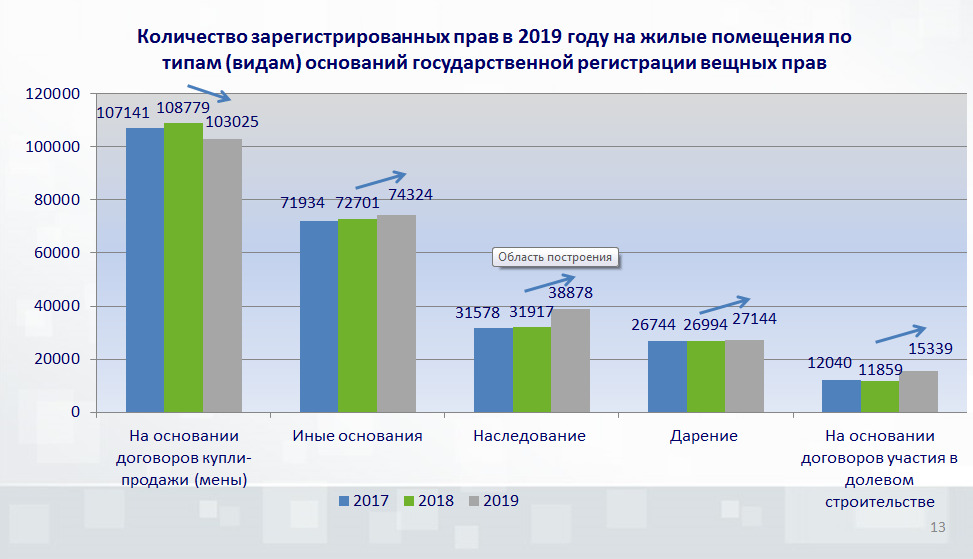 Количество зарегистрированных прав в 2019 году на жилые помещения по
типам (видам) оснований государственной регистрации вещных прав
120000
100000
80000
60000
40000
20000
0
107141
108779
103025
71934
72701
74324
Область построения
31578
31917
38878
26744
26994
27144
12040
11859
15339
На основании
договоров купли-
продажи (мены)
Иные основания
Наследование
Дарение
На основании
договоров участия в
долевом
строительстве
2017
2018
2019
13